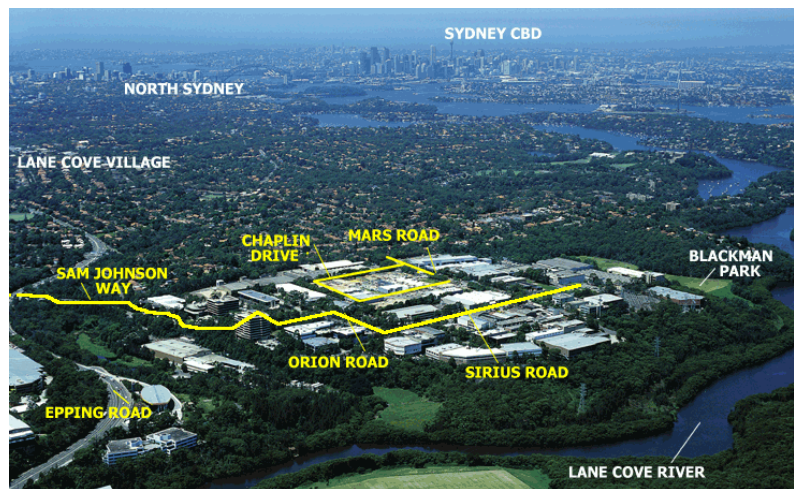 SYDNEY CBD
NORTH SYDNEY
LANE COVE VILLAGE
MARS ROAD
CHAPLIN
DRIVE
BLACKMAN
PARK
SAM JOHNSON
WAY
ORION ROAD
SIRIUS ROAD
EPPING ROAD
LANE COVE RIVER